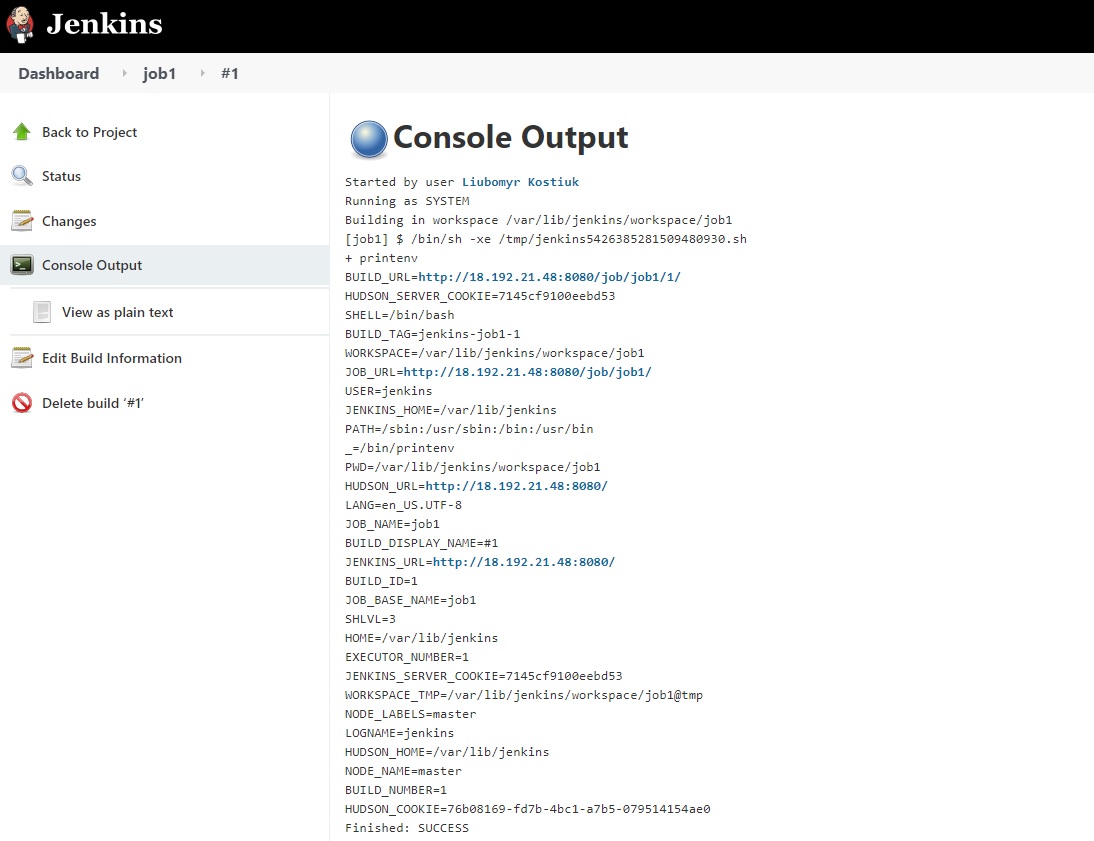 Jenkins
Dashboard job1 #1
Back to Project
Status
Changes
Console Output
View as plain text
Edit Build Information
Delete build ‘#1’
Console Output
Started by user Liubomyr Kostiuk
Running as SYSTEM
Building in workspace /var/lib/jenkins/workspace/job1
[job1] $ /bin/sh -xe /tmp/jenkins5426385281509480930.sh
+ printenv
BUILD_URL=http://18.192.21.48:8080/job/job1/1/
HUDSON_SERVER_COOKIE=7145cf9100eebd53
SHELL=/bin/bash
BUILD_TAG=jenkins-job1-1
WORKSPACE=/var/lib/jenkins/workspace/job1
JOB_URL=http://18.192.21.48:8080/job/job1/
USER=jenkins
JENKINS_HOME=/var/lib/jenkins
PATH=/sbin:/usr/sbin:/bin:/usr/bin
_=/bin/printenv
PWD=/var/lib/jenkins/workspace/job1
HUDSON_URL=http://18.192.21.48:8080/
LANG=en_US.UTF-8
JOB_NAME=job1
BUILD_DISPLAY_NAME=#1
JENKINS_URL=http://18.192.21.48:8080/
BUILD_ID=1
JOB_BASE_NAME=job1
SHLVL=3
HOME=/var/lib/jenkins
EXECUTOR_NUMBER=1
JENKINS_SERVER_COOKIE=7145cf9100eebd53
WORKSPACE_TMP=/var/lib/jenkins/workspace/job1@tmp
NODE_LABELS=master
LOGNAME=jenkins
HUDSON_HOME=/var/lib/jenkins
NODE_NAME=master
BUILD_NUMBER=1
HUDSON_COOKIE=76b08169-fd7b-4bc1-a7b5-079514154ae0
Finished: SUCCESS